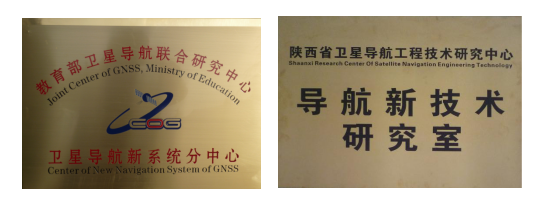 教育部卫星导航联合研究中心
Joint Center of GNSS, Ministry of Education
COG
卫星导航新系统分中心
Center of New Navigation System of GNSS
陕西省卫星导航工程技术研究中心
Shaanxi Research Center Of Satellite Navigation Engineering Technology
导航新技术
研究室